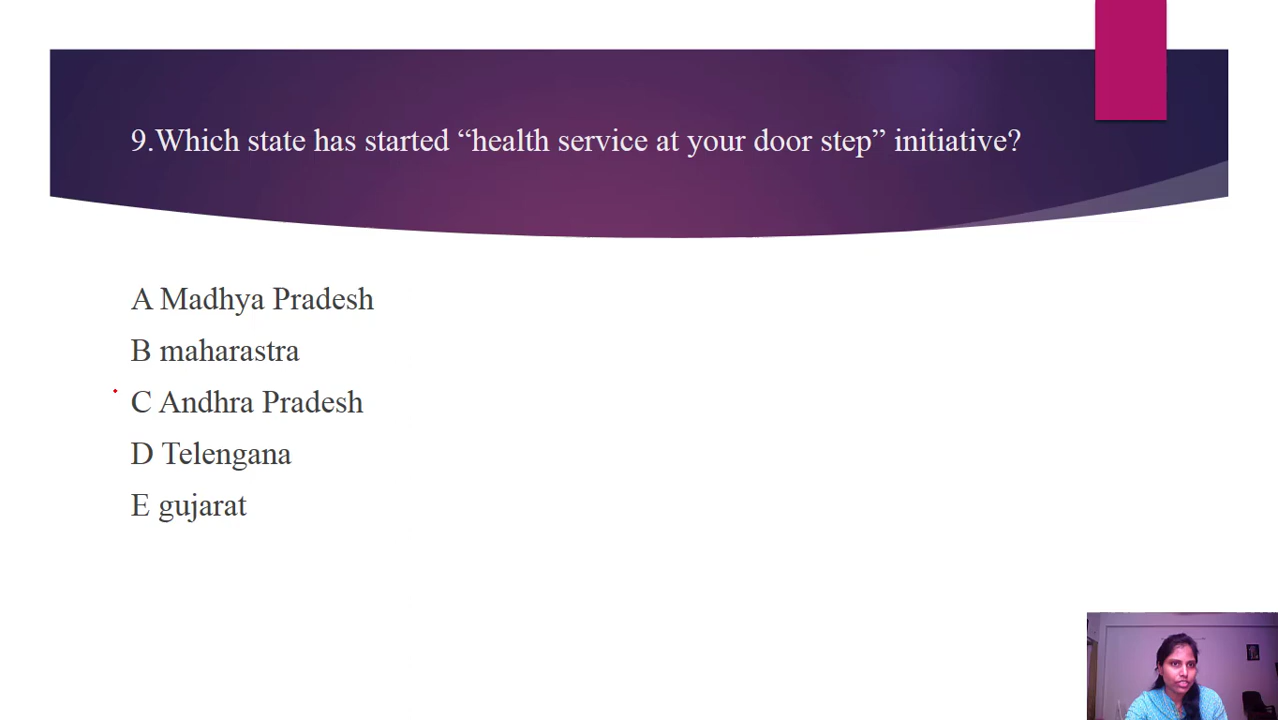 9.Which state has started “health service at your door step” initiative?
A Madhya Pradesh
B maharastra
C Andhra Pradesh
D Telengana
E gujarat